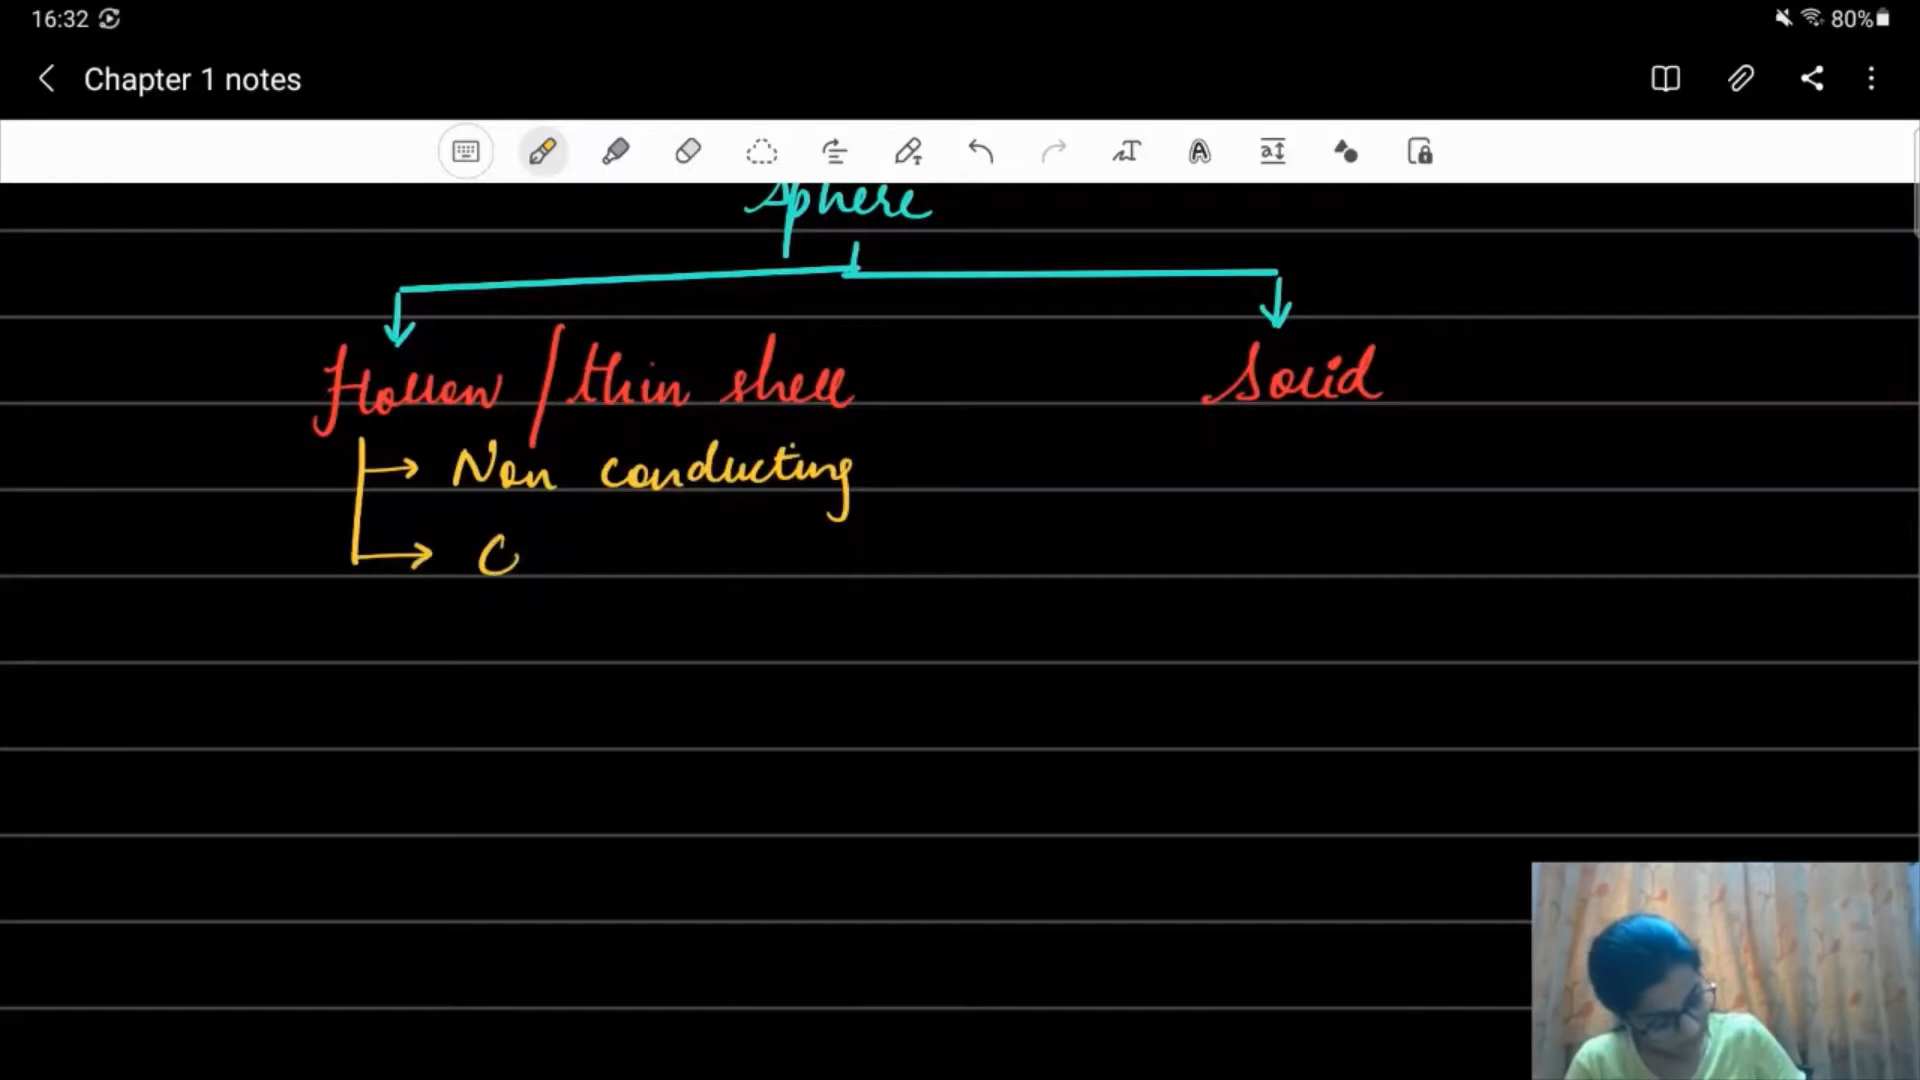 16:32 80%
Chapter 1 notes
Sphere
Hollow / thin shell Solid
Non conducting
C